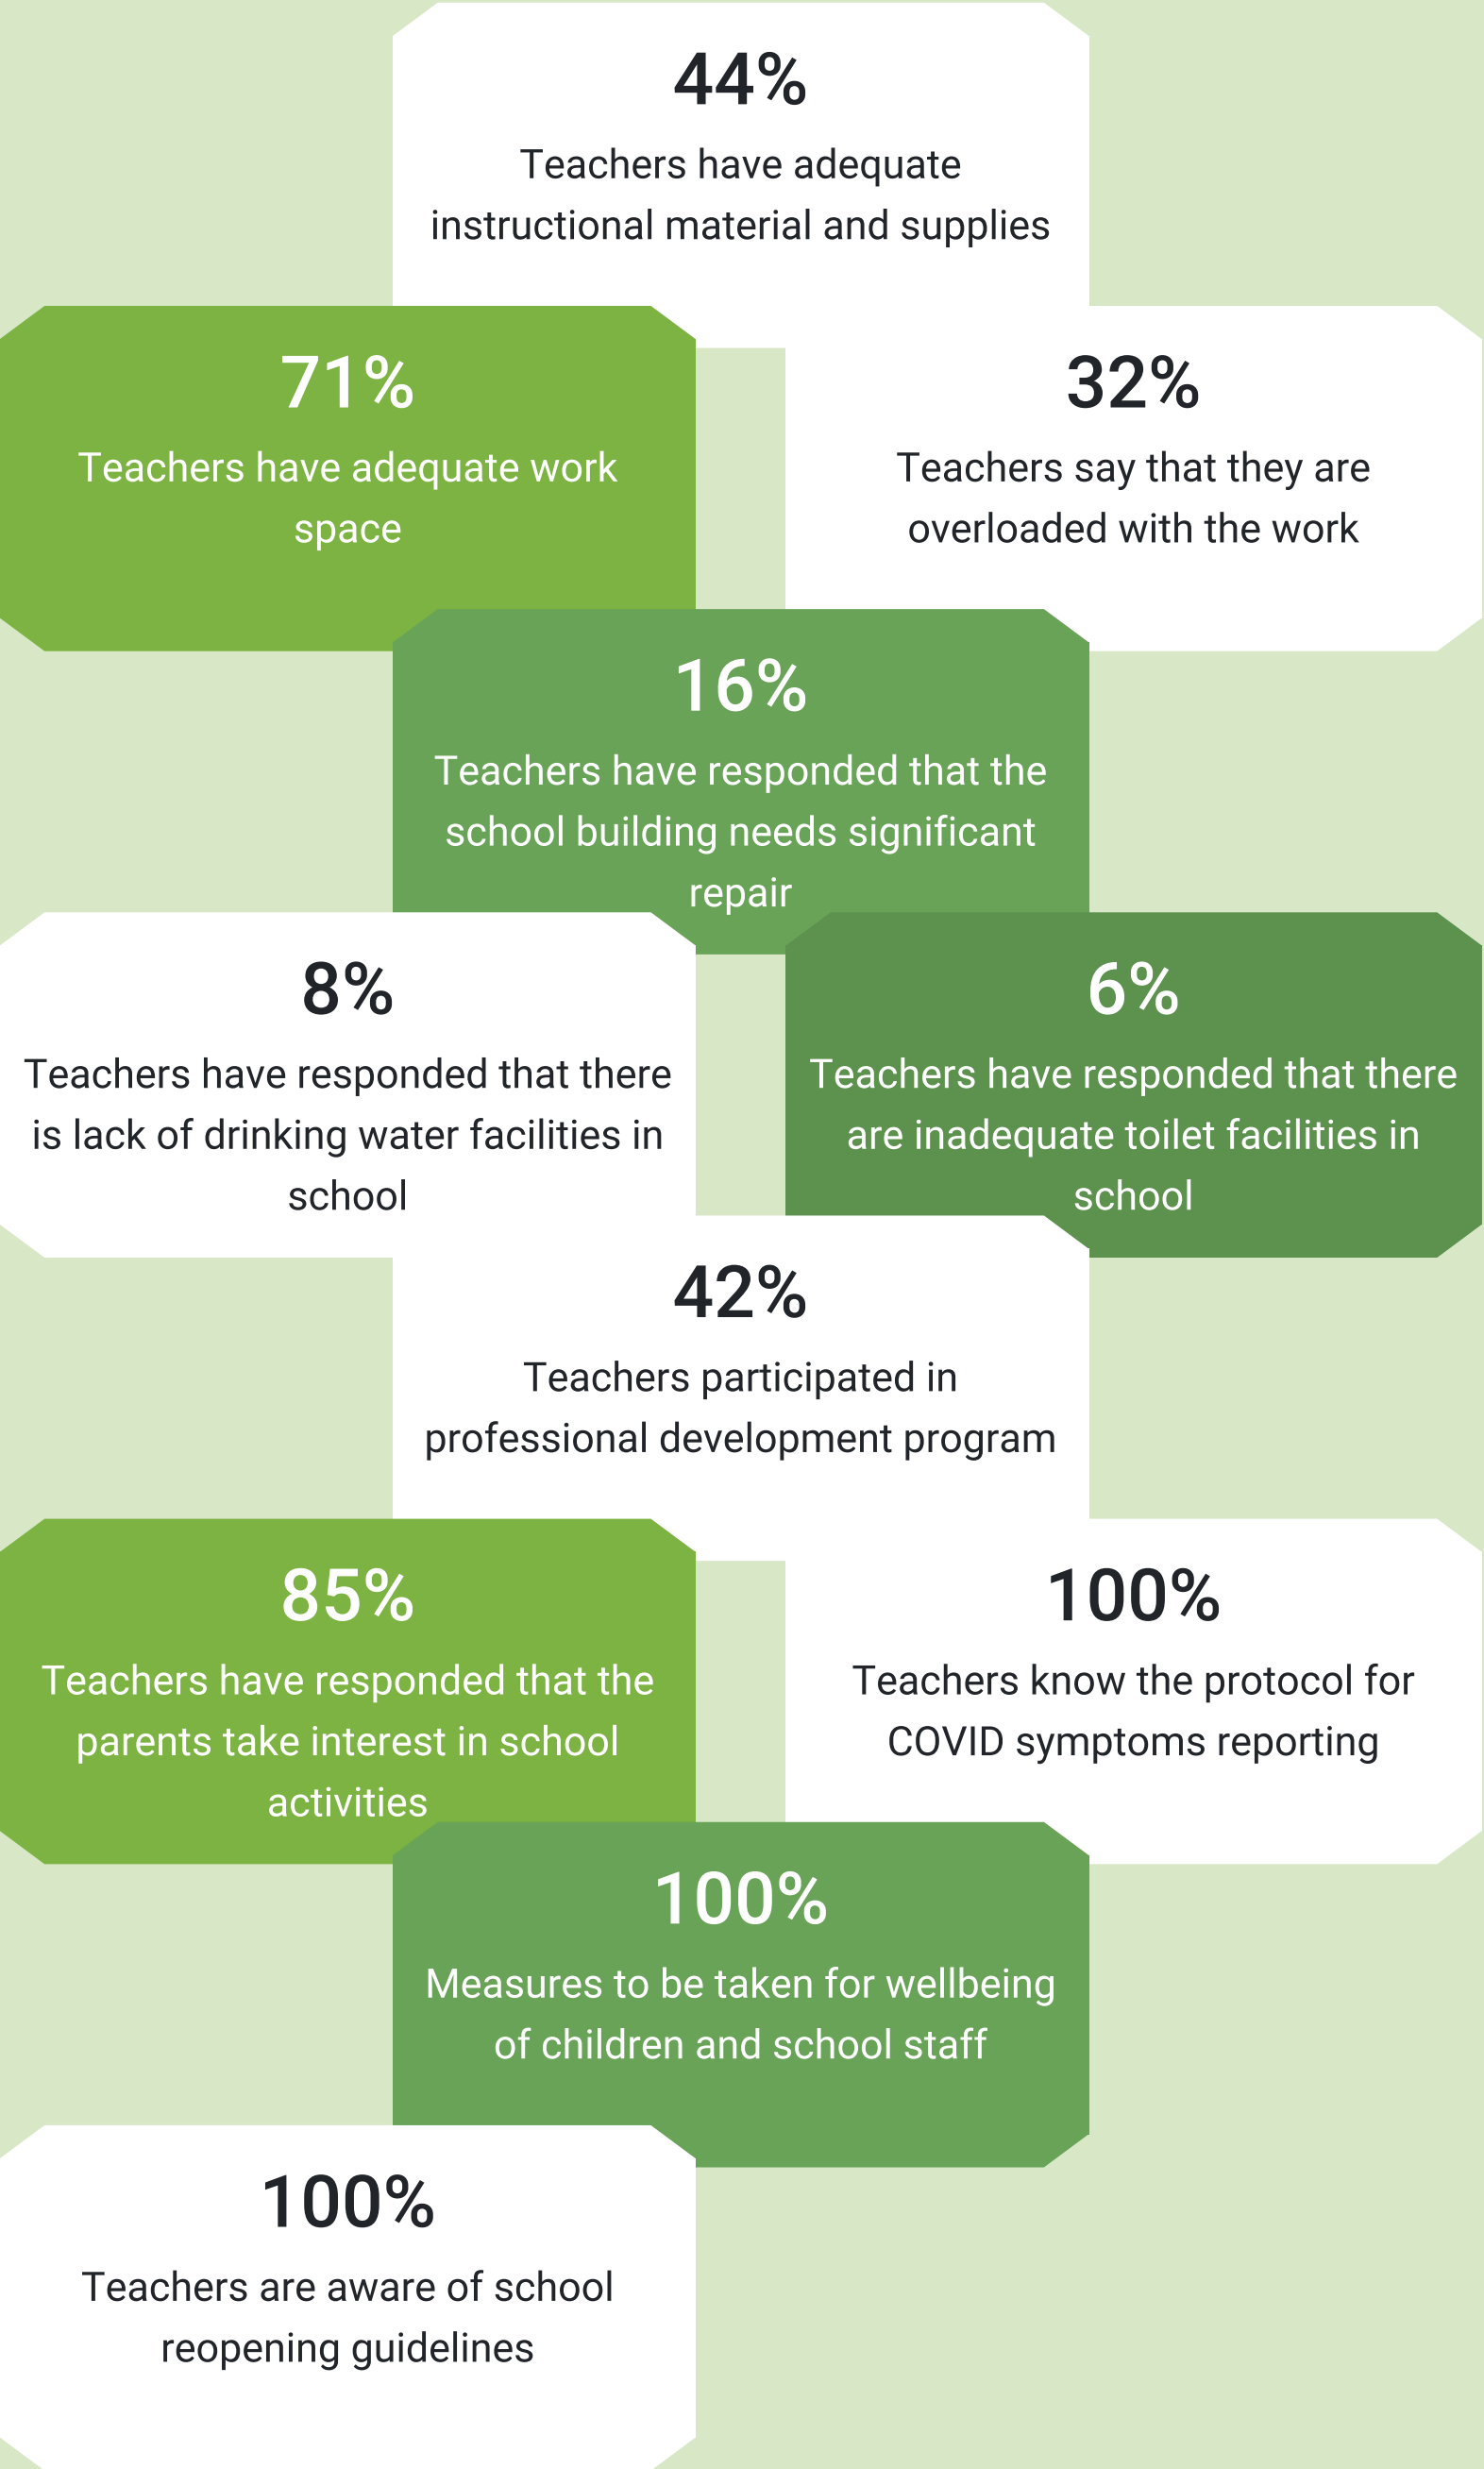 44%
Teachers have adequate
instructional material and supplies
71%
Teachers have adequate work
space
32%
Teachers say that they are
overloaded with the work
16%
Teachers have responded that the
school building needs significant
repair
8%
Teachers have responded that there
is lack of drinking water facilities in
school
6%
Teachers have responded that there
are inadequate toilet facilities in
school
42%
Teachers participated in
professional development program
85%
Teachers have responded that the
parents take interest in school
activities
100%
Teachers know the protocol for
COVID symptoms reporting
100%
Measures to be taken for wellbeing
of children and school staff
100%
Teachers are aware of school
reopening guidelines